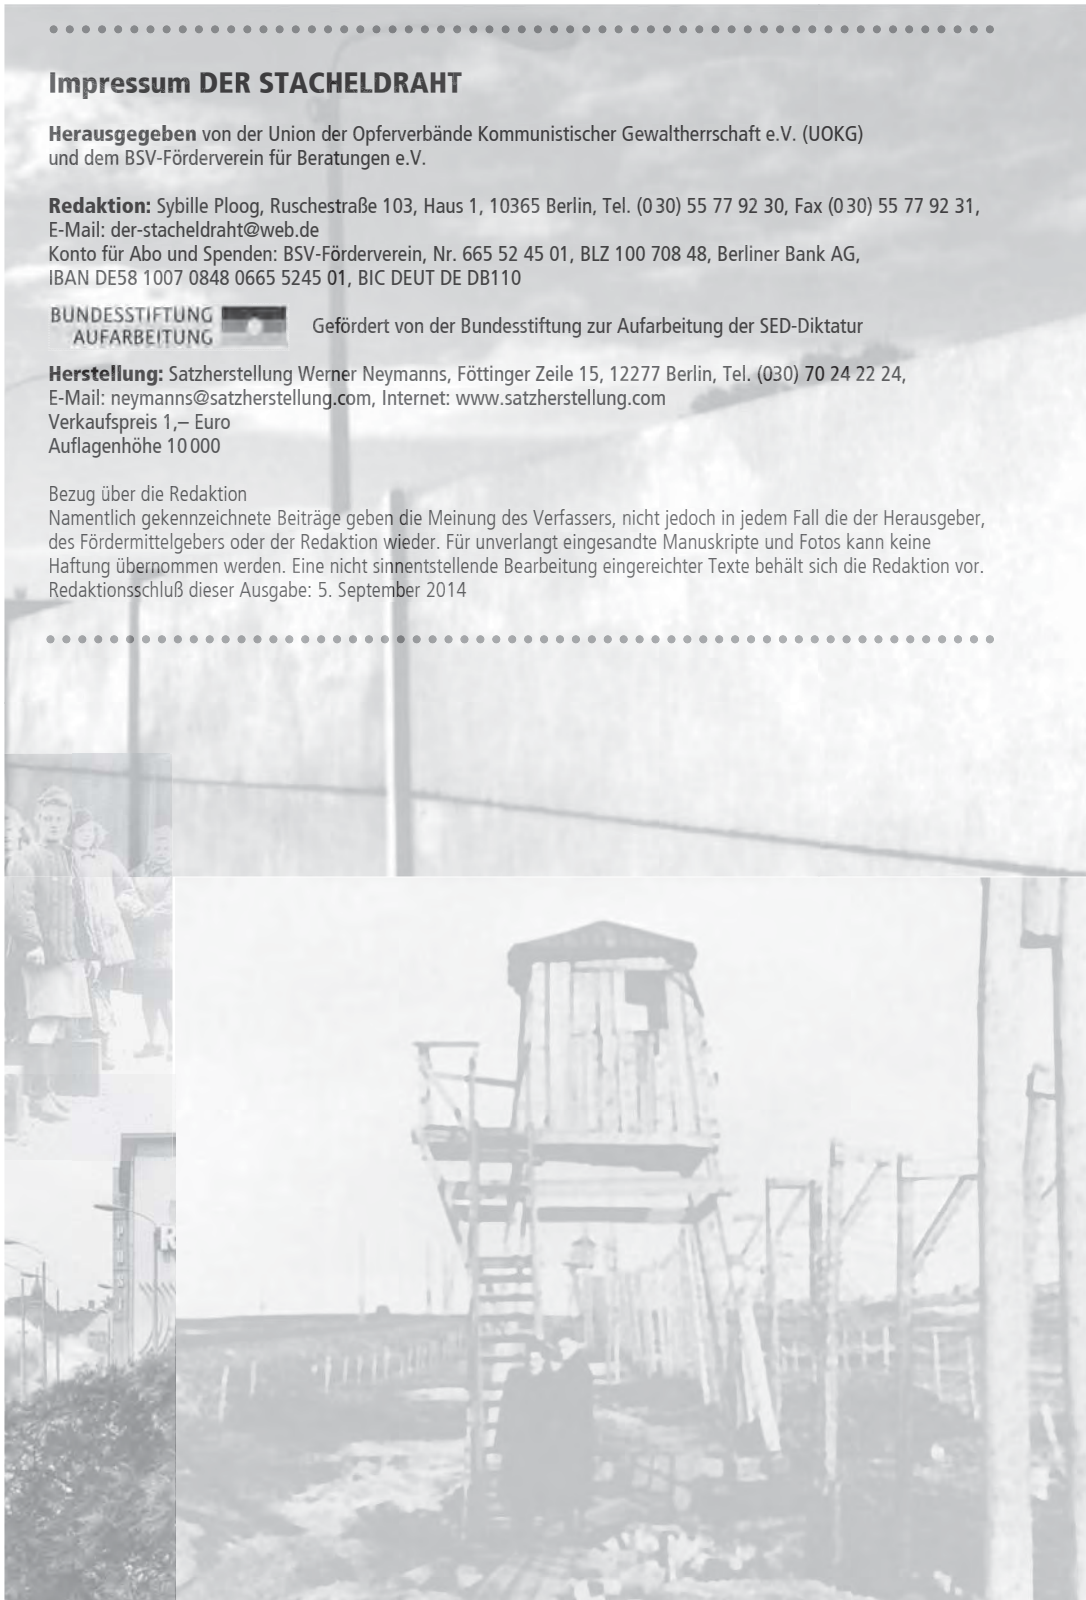 Impressum DER STACHELDRAHT
Herausgegeben von der Union der Opferverbände Kommunistischer Gewaltherrschaft e.V. (UOKG)
und dem BSV-Förderverein für Beratungen e.V.
Redaktion: Sybille Ploog, Ruschestraße 103, Haus 1, 10365 Berlin, Tel. (0 30) 55 77 92 30, Fax (0 30) 55 77 92 31,
E-Mail: der-stacheldraht@web.de
Konto für Abo und Spenden: BSV-Förderverein, Nr. 665 52 45 01, BLZ 100 708 48, Berliner Bank AG,
IBAN DE58 1007 0848 0665 5245 01, BIC DEUT DE DB110
BUNDESSTIFTUNG
AUFARBEITUNG
Gefördert von der Bundesstiftung zur Aufarbeitung der SED-Diktatur
Herstellung: Satzherstellung Werner Neymanns, Föttinger Zeile 15, 12277 Berlin, Tel. (030) 70 24 22 24,
E-Mail: neymanns@satzherstellung.com, Internet: www.satzherstellung.com
Verkaufspreis 1,– Euro
Auflagenhöhe 10 000
Bezug über die Redaktion
Namentlich gekennzeichnete Beiträge geben die Meinung des Verfassers, nicht jedoch in jedem Fall die der Herausgeber,
des Fördermittelgebers oder der Redaktion wieder. Für unverlangt eingesandte Manuskripte und Fotos kann keine
Haftung übernommen werden. Eine nicht sinnentstellende Bearbeitung eingereichter Texte behält sich die Redaktion vor.
Redaktionsschluß dieser Ausgabe: 5. September 2014